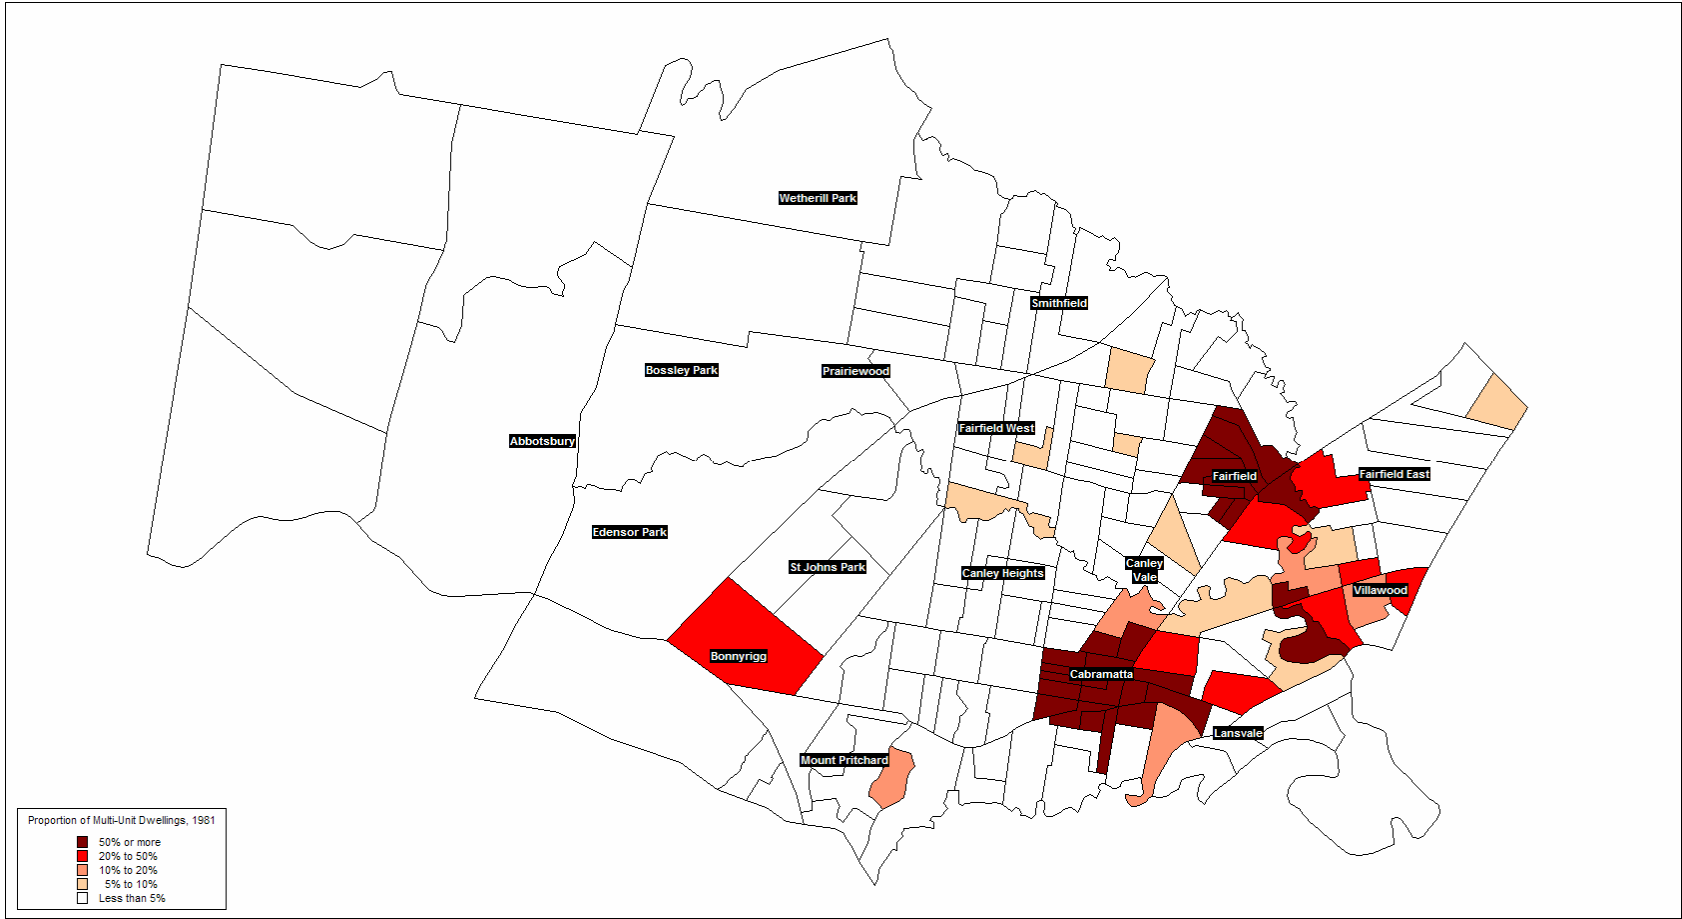 Wetherill Park
Smithfield
Bossley Park
Prairiewood
Fairfield West
Abbotsbury
Fairfield
Fairfield East
Edensor Park
St Johns Park
Canley Heights
Canley
Vale
Villawood
Bonnyrigg
Cabramatta
Lansvale
Mount Pritchard
Proportion of Multi-Unit Dwellings, 1981
50% or more
20% to 50%
10% to 20%
5% to 10%
Less than 5%